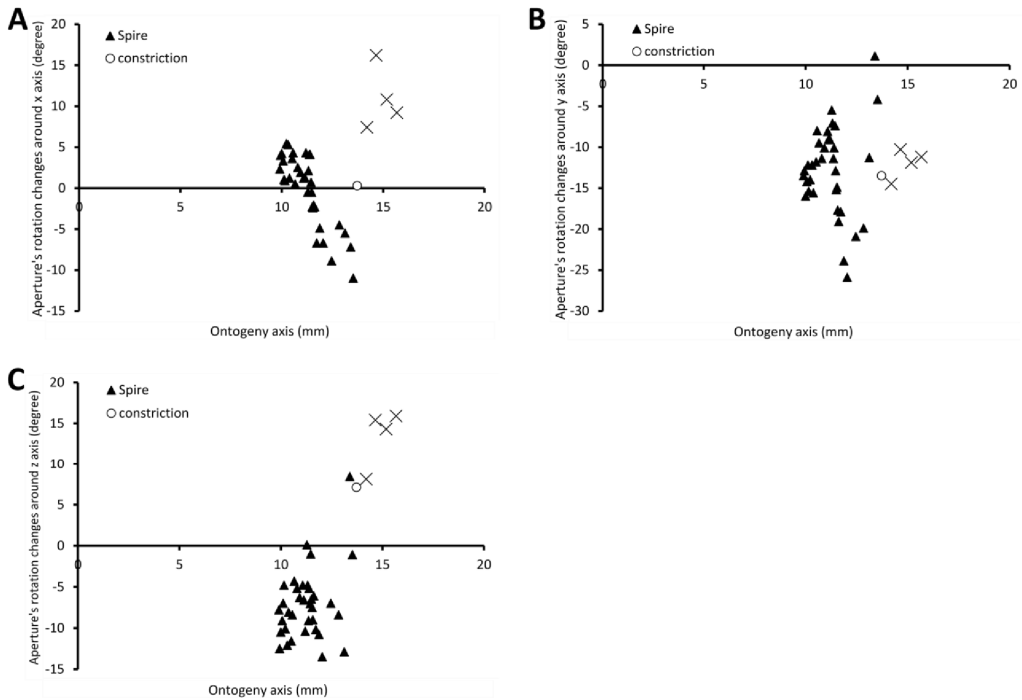 A
Aperture's rotation changes around x axis (degree)
20
15
10
5
0
-5
-10
-15
Spire
constriction
0 5 10 15 20
Ontogeny axis (mm)
B
Aperture's rotation changes around y axis (degree)
5
0
-5
-10
-15
-20
-25
-30
Spire
constriction
0 5 10 15 20
Ontogeny axis (mm)
C
Aperture's rotation changes around z axis (degree)
20
15
10
5
0
-5
-10
-15
Spire
constriction
0 5 10 15 20
Ontogeny axis (mm)